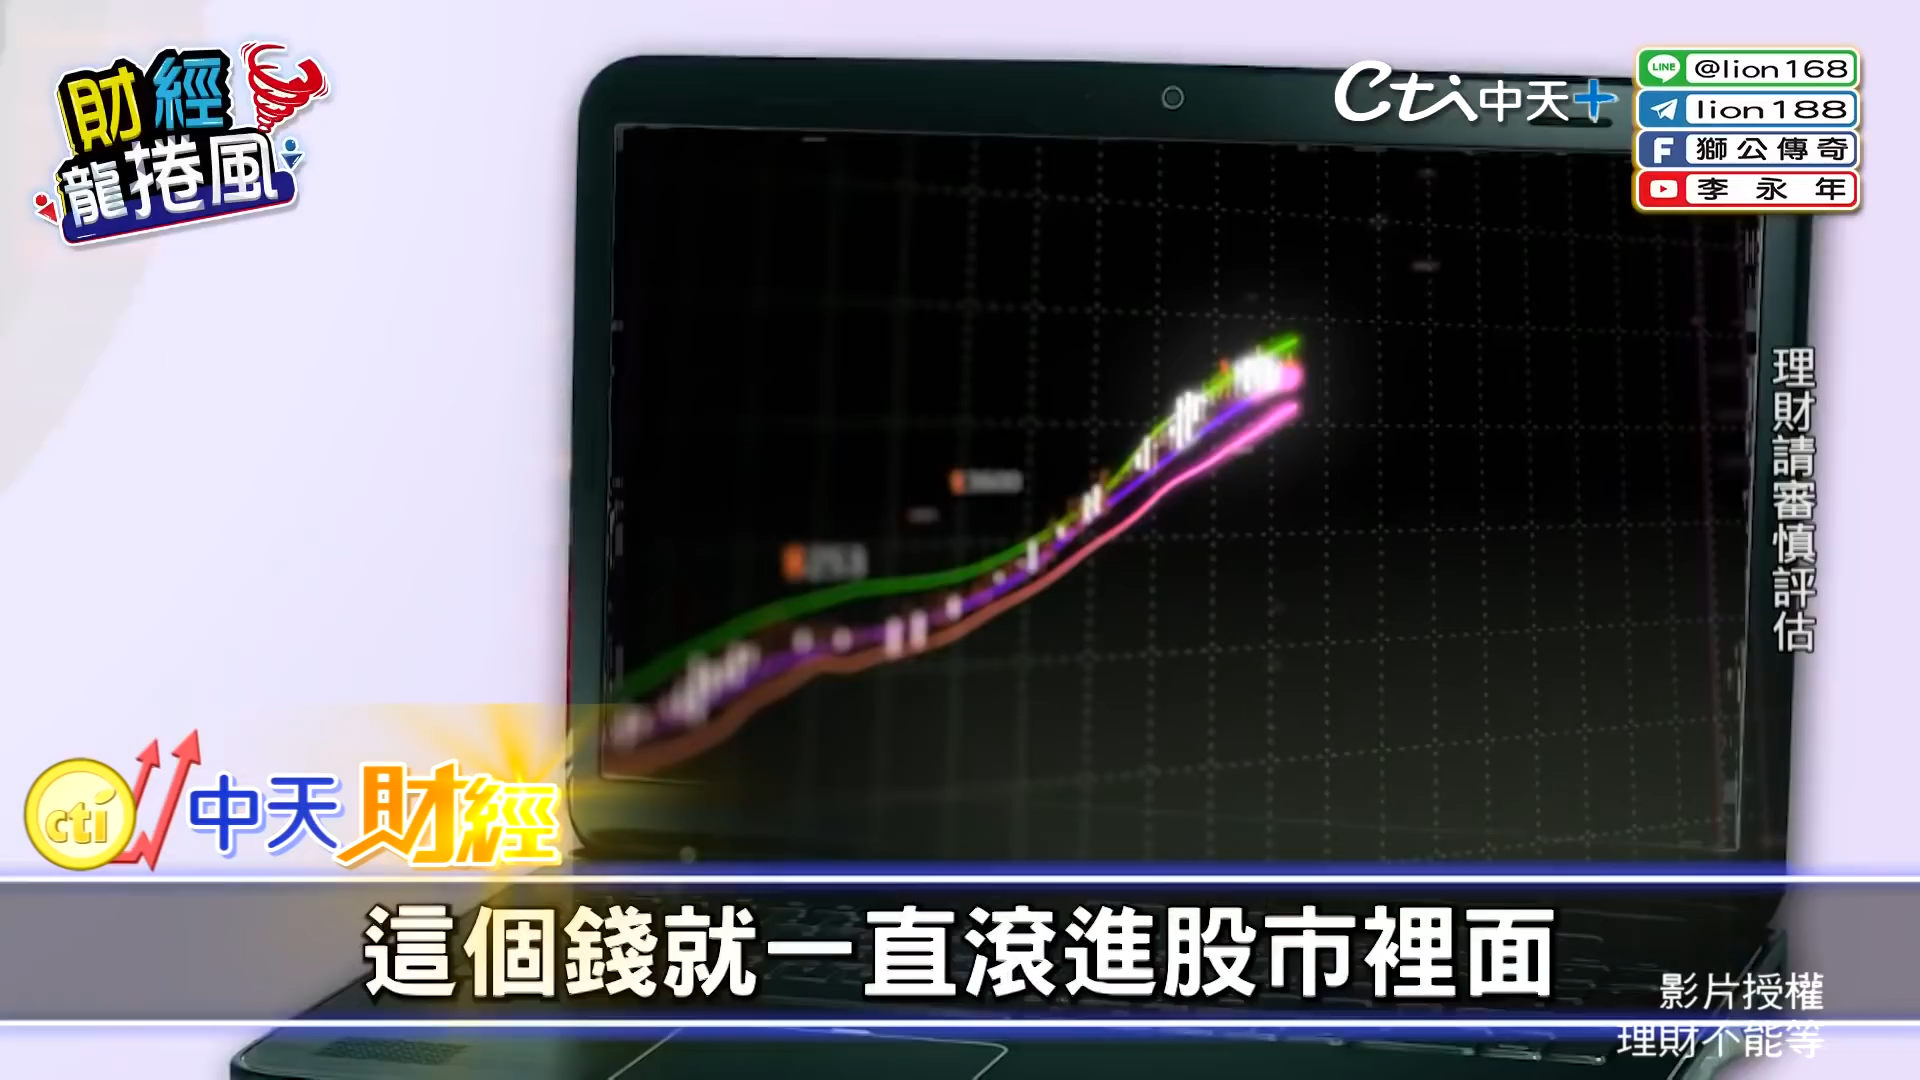 財經
龍捲風
Cti中天+
LINE @lion168
lion188
F 獅公傳奇
李永年
理財請審慎評估
cti 中天財經
這個錢就一直滾進股市裡面
影片授權
理財不能等